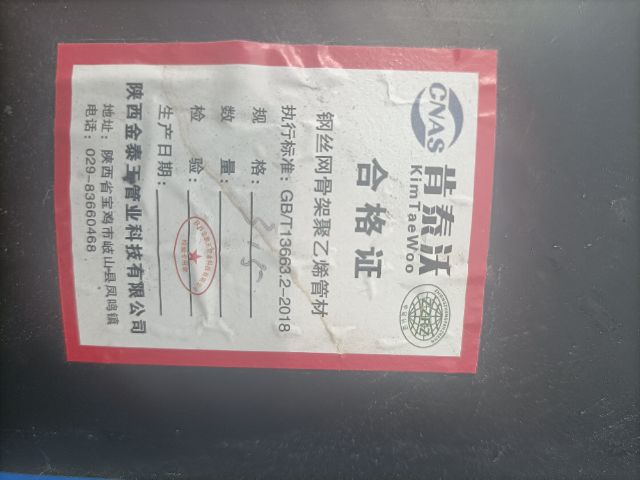 CNAS
肯泰沃
KimTaeWoo
合格证
钢丝网骨架聚乙烯管材
执行标准：GB/T13663.2-2018
规格：
数量：
检验：
生产日期：
陕西金泰玉管业科技有限公司
地址：陕西省宝鸡市岐山县凤鸣镇
电话：029-83660468